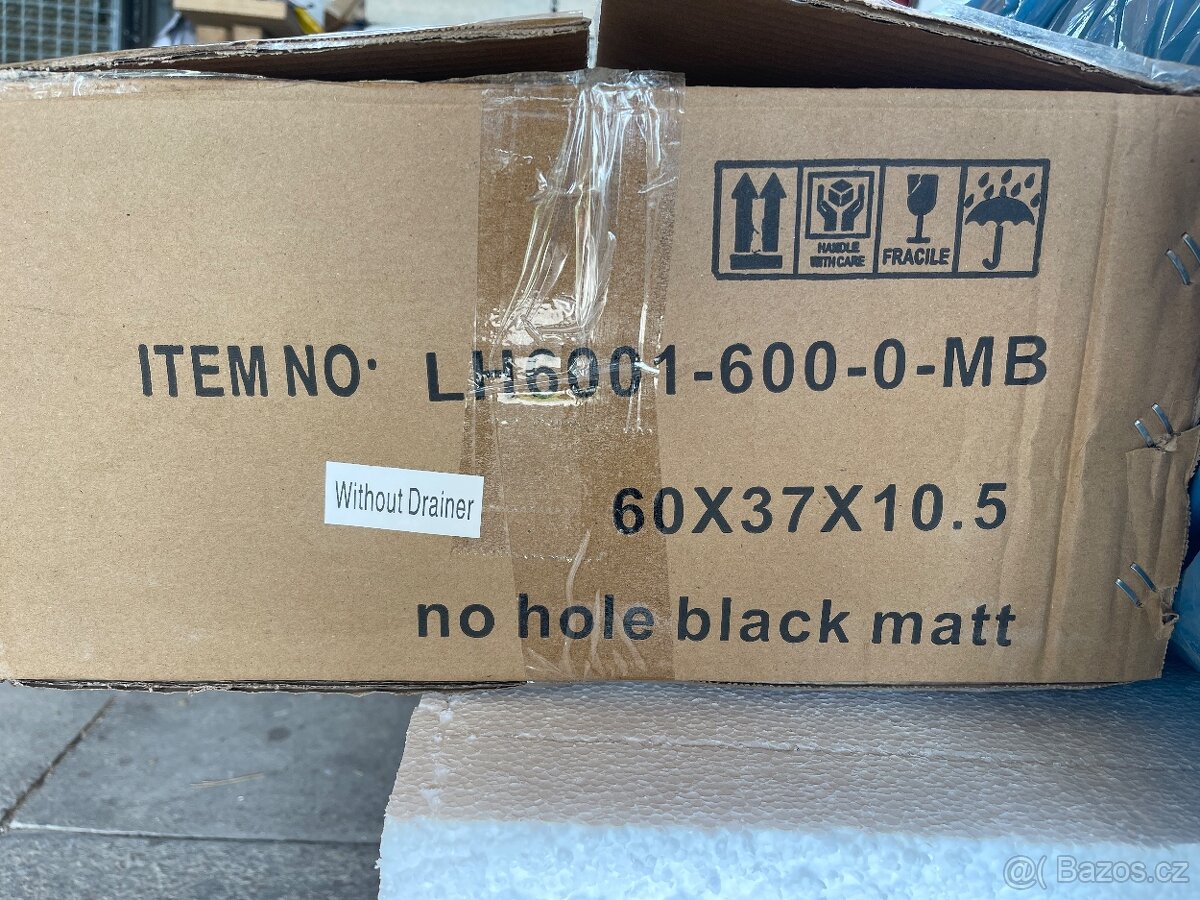 HANDLE
WITH CARE
FRACILE
ITEM NO. LH6001-600-0-MB
Without Drainer
60X37X10.5
no hole black matt
@( Bazos.cz